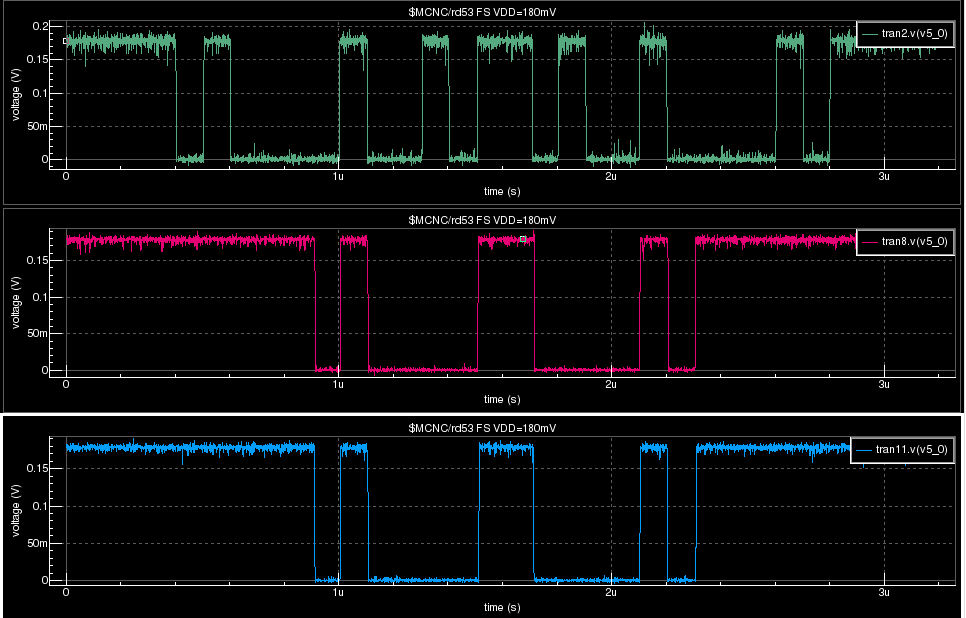 $MCNC/rd53 FS VDD=180mV
tran2.v(v5_0)
0.2
0.15
0.1
50m
0
voltage (V)
0 1u 2u 3u
time (s)
$MCNC/rd53 FS VDD=180mV
tran8.v(v5_0)
0.15
0.1
50m
0
voltage (V)
0 1u 2u 3u
time (s)
$MCNC/rd53 FS VDD=180mV
tran11.v(v5_0)
0.15
0.1
50m
0
voltage (V)
0 1u 2u 3u
time (s)